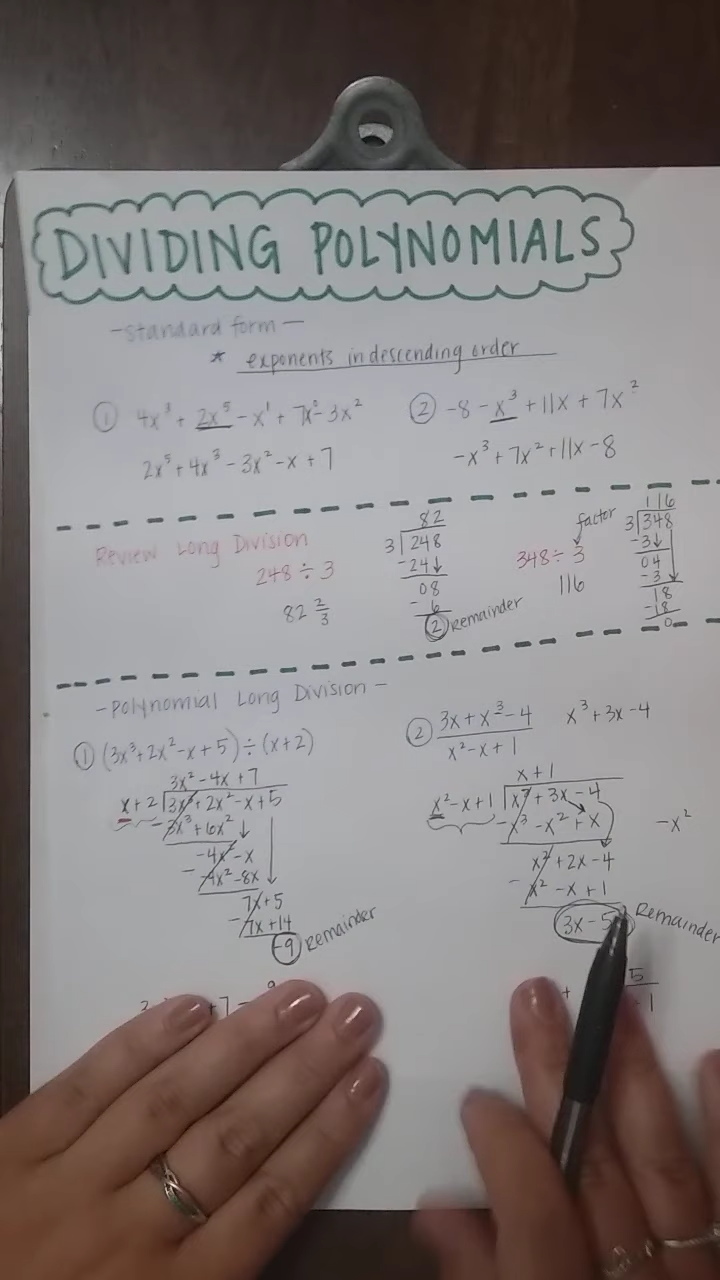 DIVIDING POLYNOMIALS
-standard form-
* exponents in descending order
① 4x³ + 2x⁵ - x¹ + 7x⁰ - 3x²
2x⁵ + 4x³ - 3x² - x + 7
② -8 - x³ + 11x + 7x²
-x³ + 7x² + 11x - 8
Review Long Division
248 ÷ 3
82 2/3
82
3 248
-24
08
- 6
2 Remainder
factor
348 ÷ 3
116
116
3 348
-3
04
-3
18
-18
0
-Polynomial Long Division-
① (3x³ + 2x² - x + 5) ÷ (x + 2)
3x² - 4x + 7
x + 2 3x³ + 2x² - x + 5
- 3x³ + 6x²
-4x² - x
- -4x² - 8x
7x + 5
- 7x + 14
-9 Remainder
② 3x + x³ - 4
x² - x + 1
x³ + 3x - 4
x + 1
x² - x + 1 x³ + 3x - 4
- x³ - x² + x
-x²
x² + 2x - 4
- x² - x + 1
3x - 5 Remainder